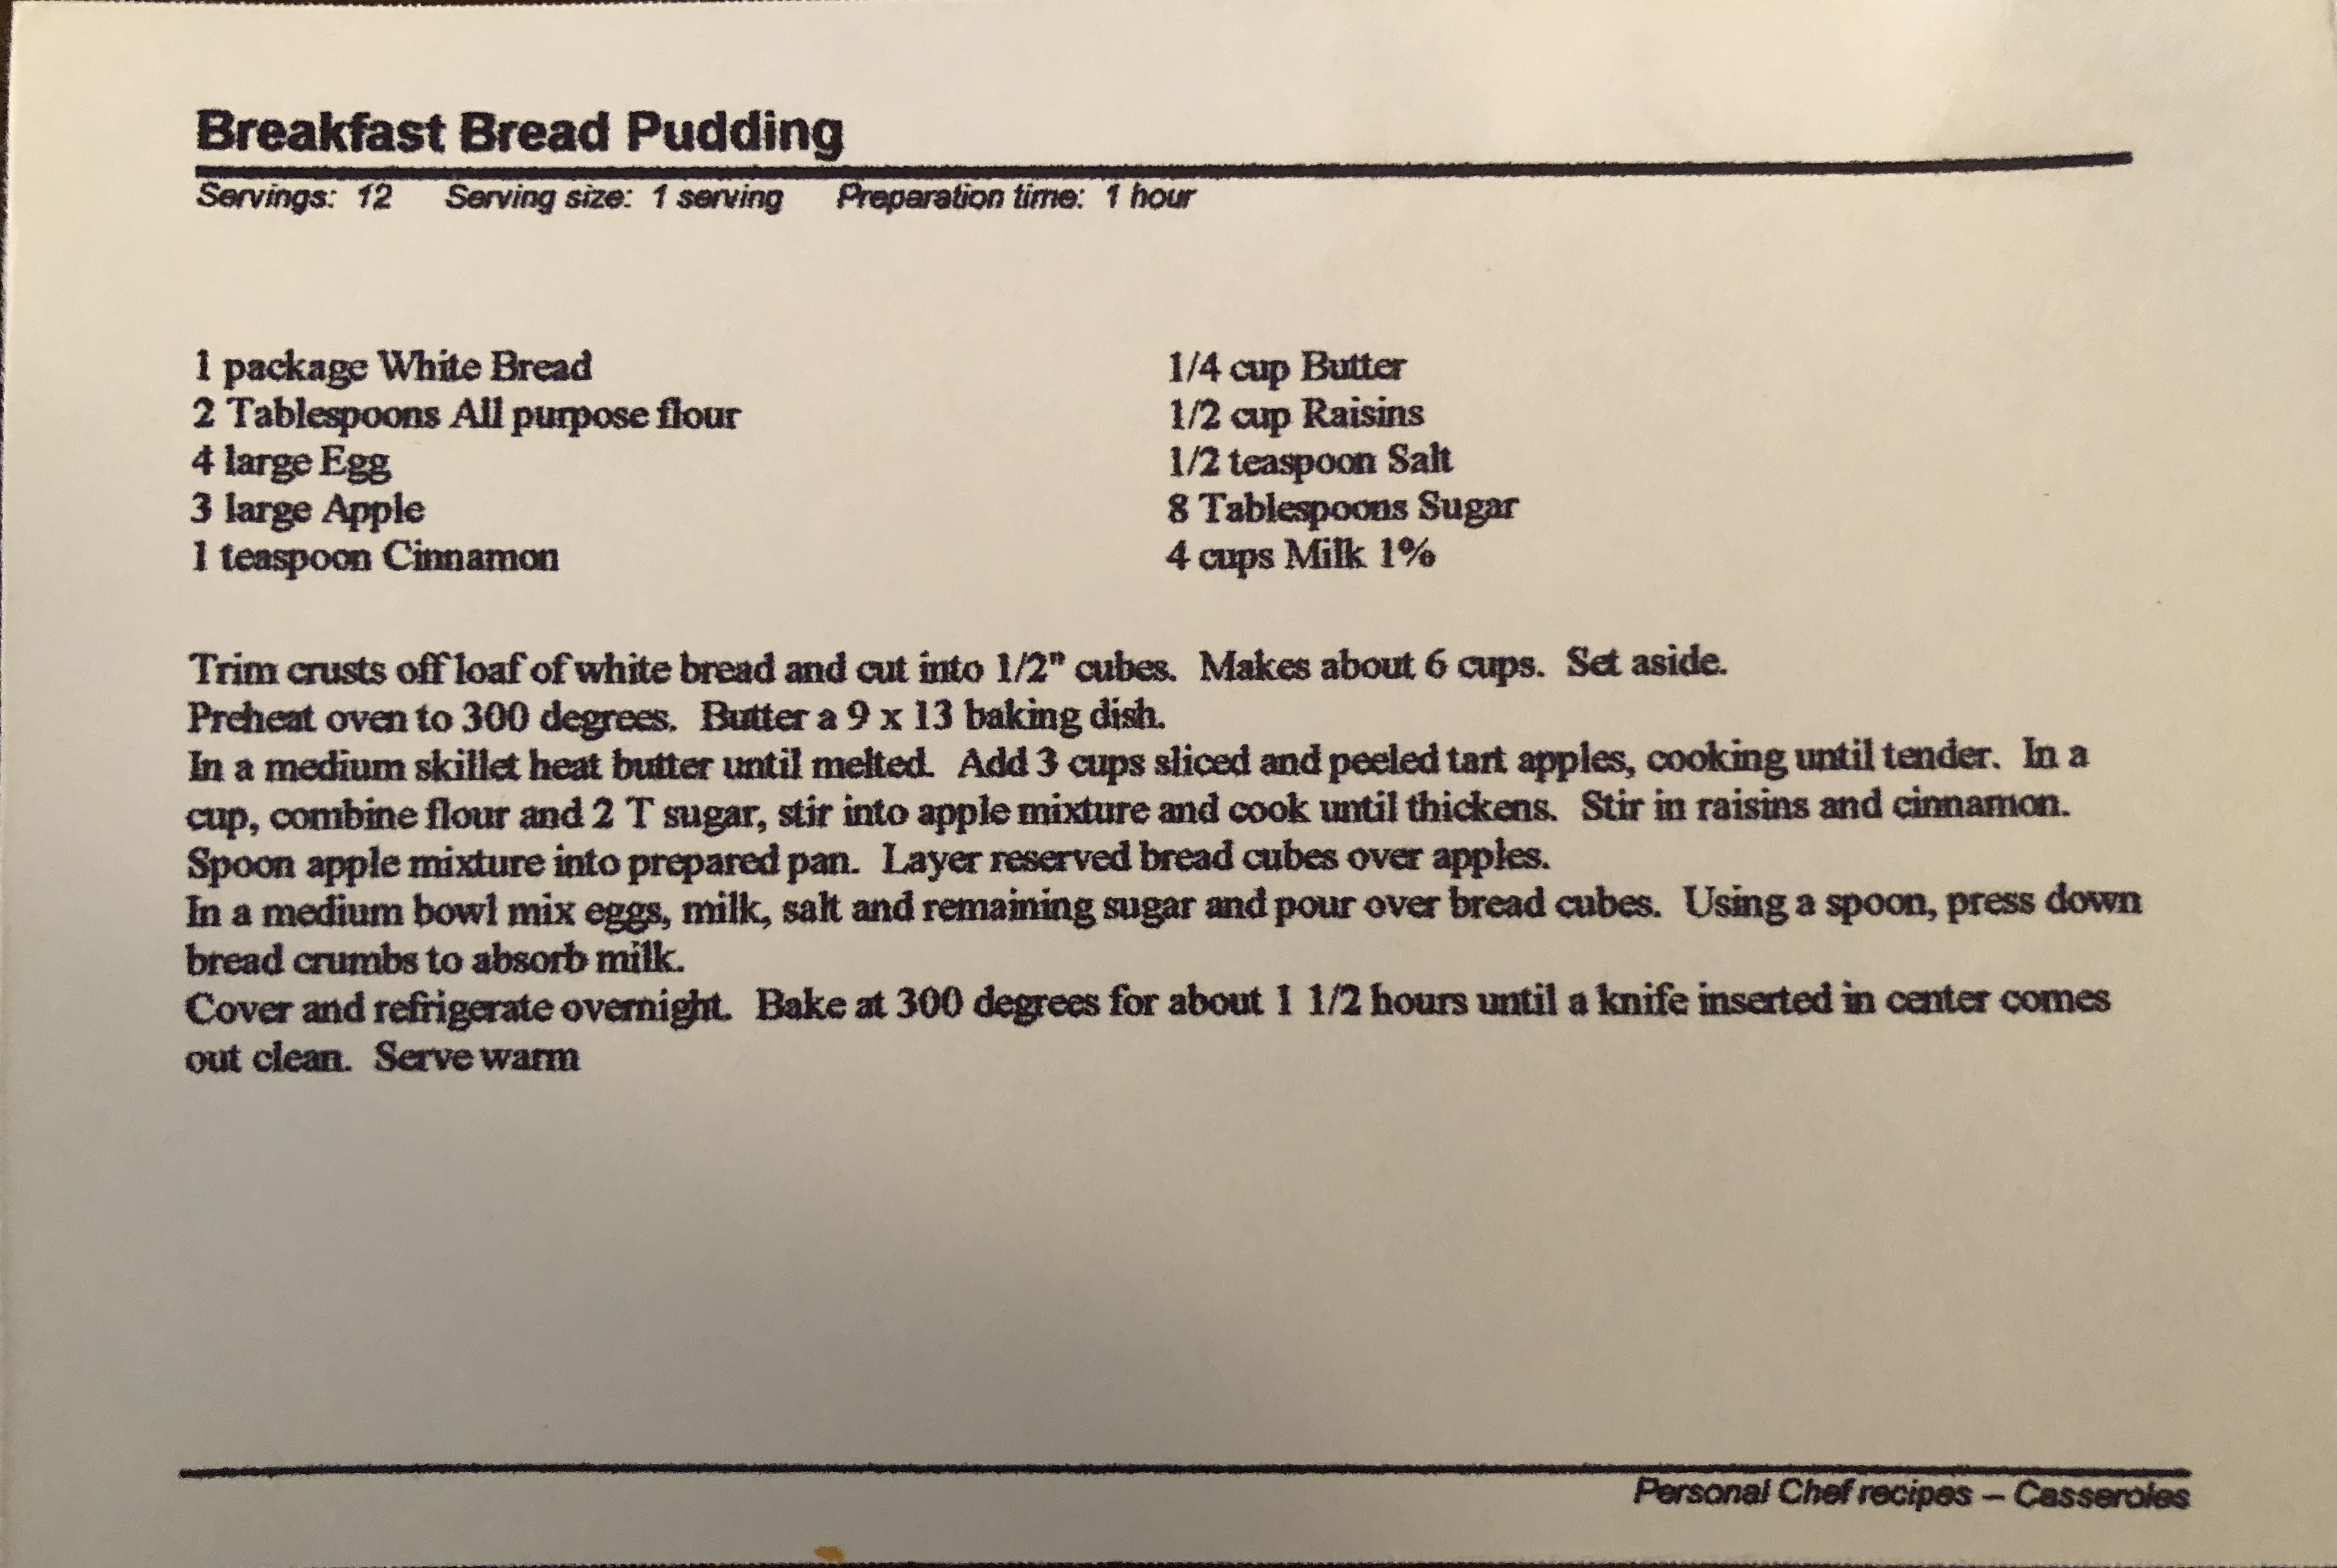 Breakfast Bread Pudding
Servings: 12 Serving size: 1 serving Preparation time: 1 hour
1 package White Bread
2 Tablespoons All purpose flour
4 large Egg
3 large Apple
1 teaspoon Cinnamon
1/4 cup Butter
1/2 cup Raisins
1/2 teaspoon Salt
8 Tablespoons Sugar
4 cups Milk 1%
Trim crusts off loaf of white bread and cut into 1/2" cubes. Makes about 6 cups. Set aside.
Preheat oven to 300 degrees. Butter a 9 x 13 baking dish.
In a medium skillet heat butter until melted. Add 3 cups sliced and peeled tart apples, cooking until tender. In a
cup, combine flour and 2 T sugar, stir into apple mixture and cook until thickens. Stir in raisins and cinnamon.
Spoon apple mixture into prepared pan. Layer reserved bread cubes over apples.
In a medium bowl mix eggs, milk, salt and remaining sugar and pour over bread cubes. Using a spoon, press down
bread crumbs to absorb milk.
Cover and refrigerate overnight. Bake at 300 degrees for about 1 1/2 hours until a knife inserted in center comes
out clean. Serve warm
Personal Chef recipes – Casseroles